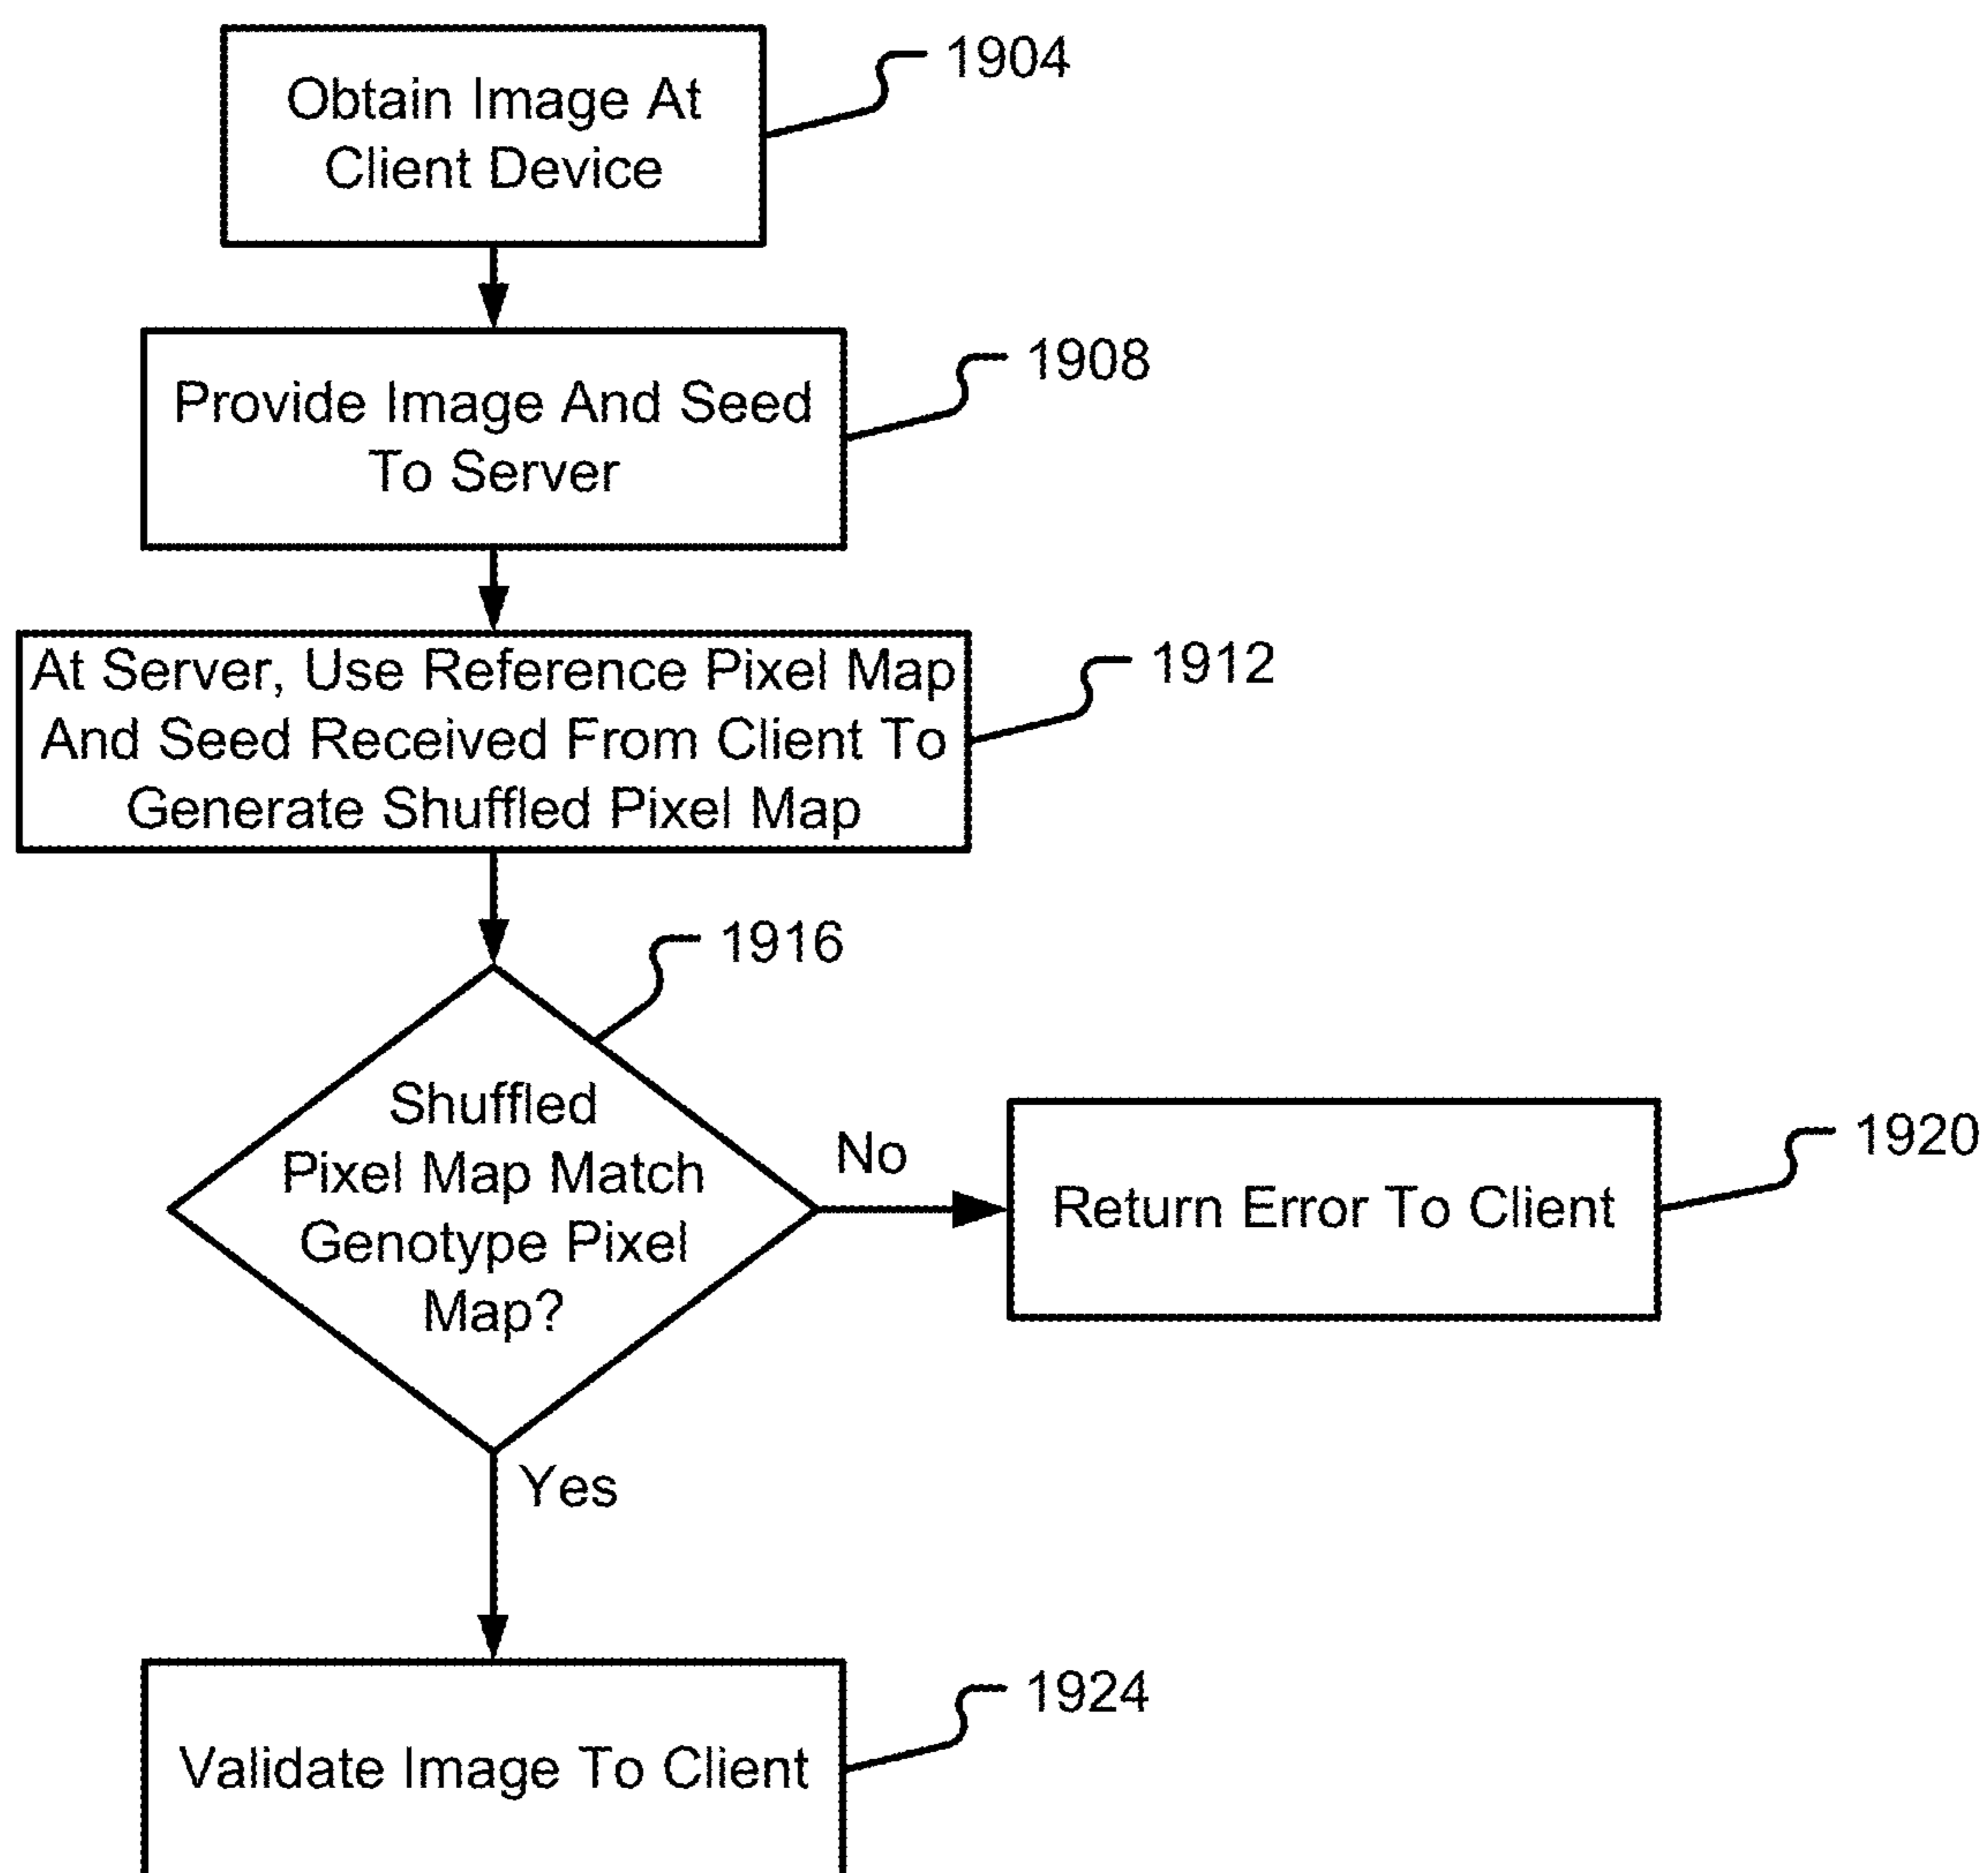 Obtain Image At
Client Device
1904
Provide Image And Seed
To Server
1908
At Server, Use Reference Pixel Map
And Seed Received From Client To
Generate Shuffled Pixel Map
1912
1916
Shuffled
Pixel Map Match
Genotype Pixel
Map?
No
Return Error To Client
1920
Yes
Validate Image To Client
1924